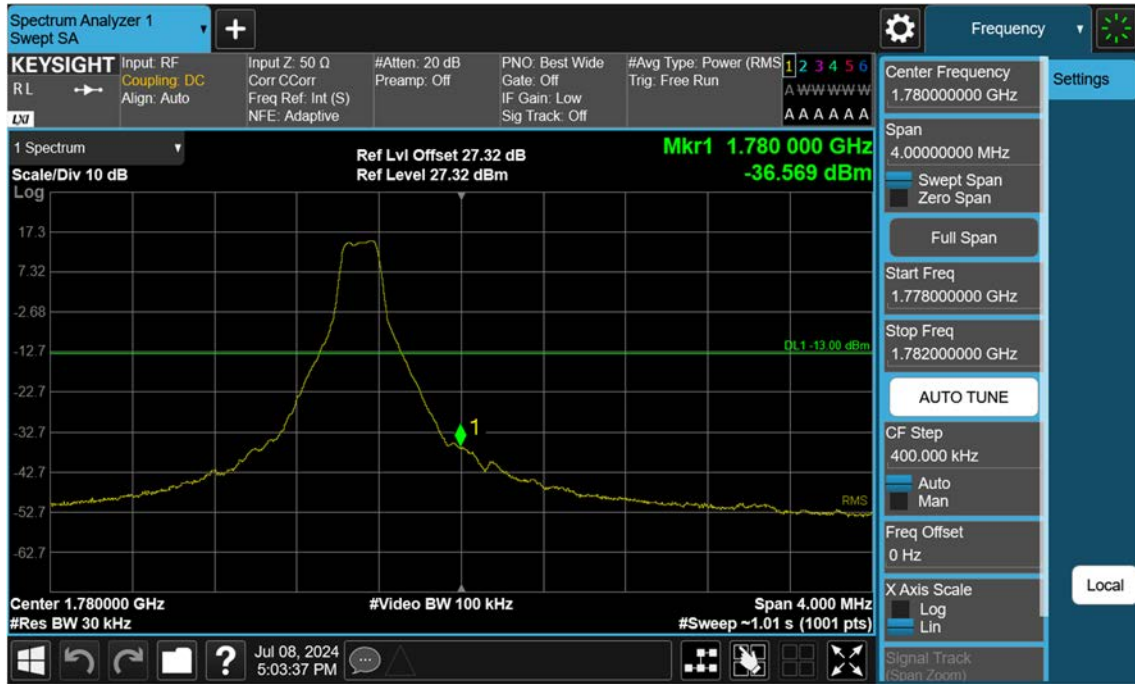 Spectrum Analyzer 1
Swept SA
+
Frequency
KEYSIGHT
R L
LXI
Input: RF
Coupling: DC
Align: Auto
Input Z: 50 Ω
Corr CCorr
Freq Ref: Int (S)
NFE: Adaptive
#Atten: 20 dB
Preamp: Off
PNO: Best Wide
Gate: Off
IF Gain: Low
Sig Track: Off
#Avg Type: Power (RMS
Trig: Free Run
1 2 3 4 5 6
A W W W W W
A A A A A A
1 Spectrum
Scale/Div 10 dB
Log
Ref Lvl Offset 27.32 dB
Ref Level 27.32 dBm
Mkr1 1.780 000 GHz
-36.569 dBm
17.3
7.32
-2.68
-12.7
DL1 -13.00 dBm
-22.7
-32.7
1
-42.7
-52.7
RMS
-62.7
Center 1.780000 GHz
#Video BW 100 kHz
Span 4.000 MHz
#Res BW 30 kHz
#Sweep ~1.01 s (1001 pts)
Center Frequency
1.780000000 GHz
Settings
Span
4.00000000 MHz
Swept Span
Zero Span
Full Span
Start Freq
1.778000000 GHz
Stop Freq
1.782000000 GHz
AUTO TUNE
CF Step
400.000 kHz
Auto
Man
Freq Offset
0 Hz
X Axis Scale
Log
Lin
Local
Signal Track
(Span Zoom)
?
Jul 08, 2024
5:03:37 PM